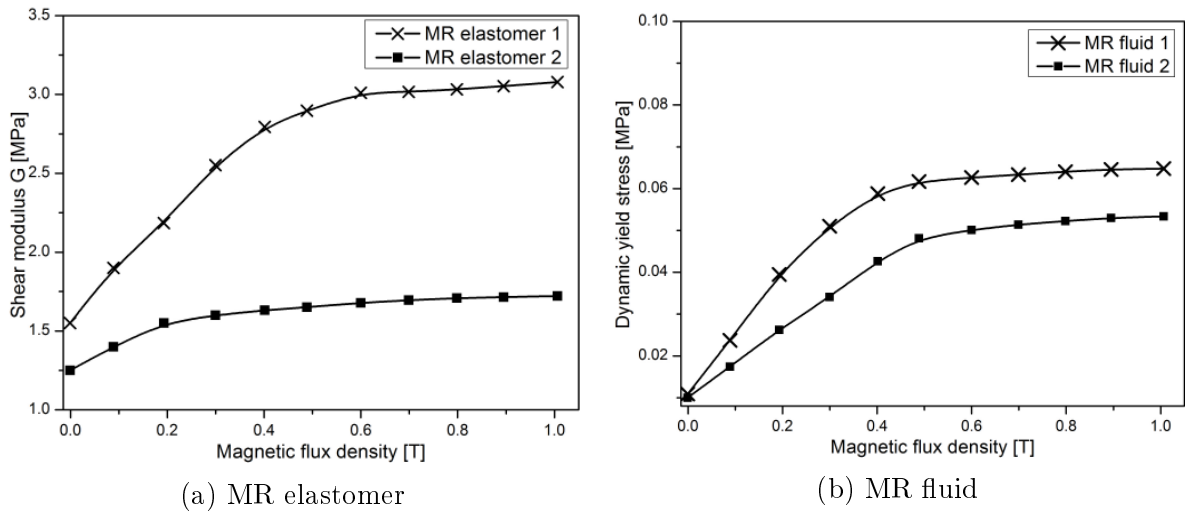 3.5
3.0
2.5
2.0
1.5
1.0
Shear modulus G [MPa]
MR elastomer 1
MR elastomer 2
0.0 0.2 0.4 0.6 0.8 1.0
Magnetic flux density [T]
(a) MR elastomer
0.10
0.08
0.06
0.04
0.02
Dynamic yield stress [MPa]
MR fluid 1
MR fluid 2
0.0 0.2 0.4 0.6 0.8 1.0
Magnetic flux density [T]
(b) MR fluid